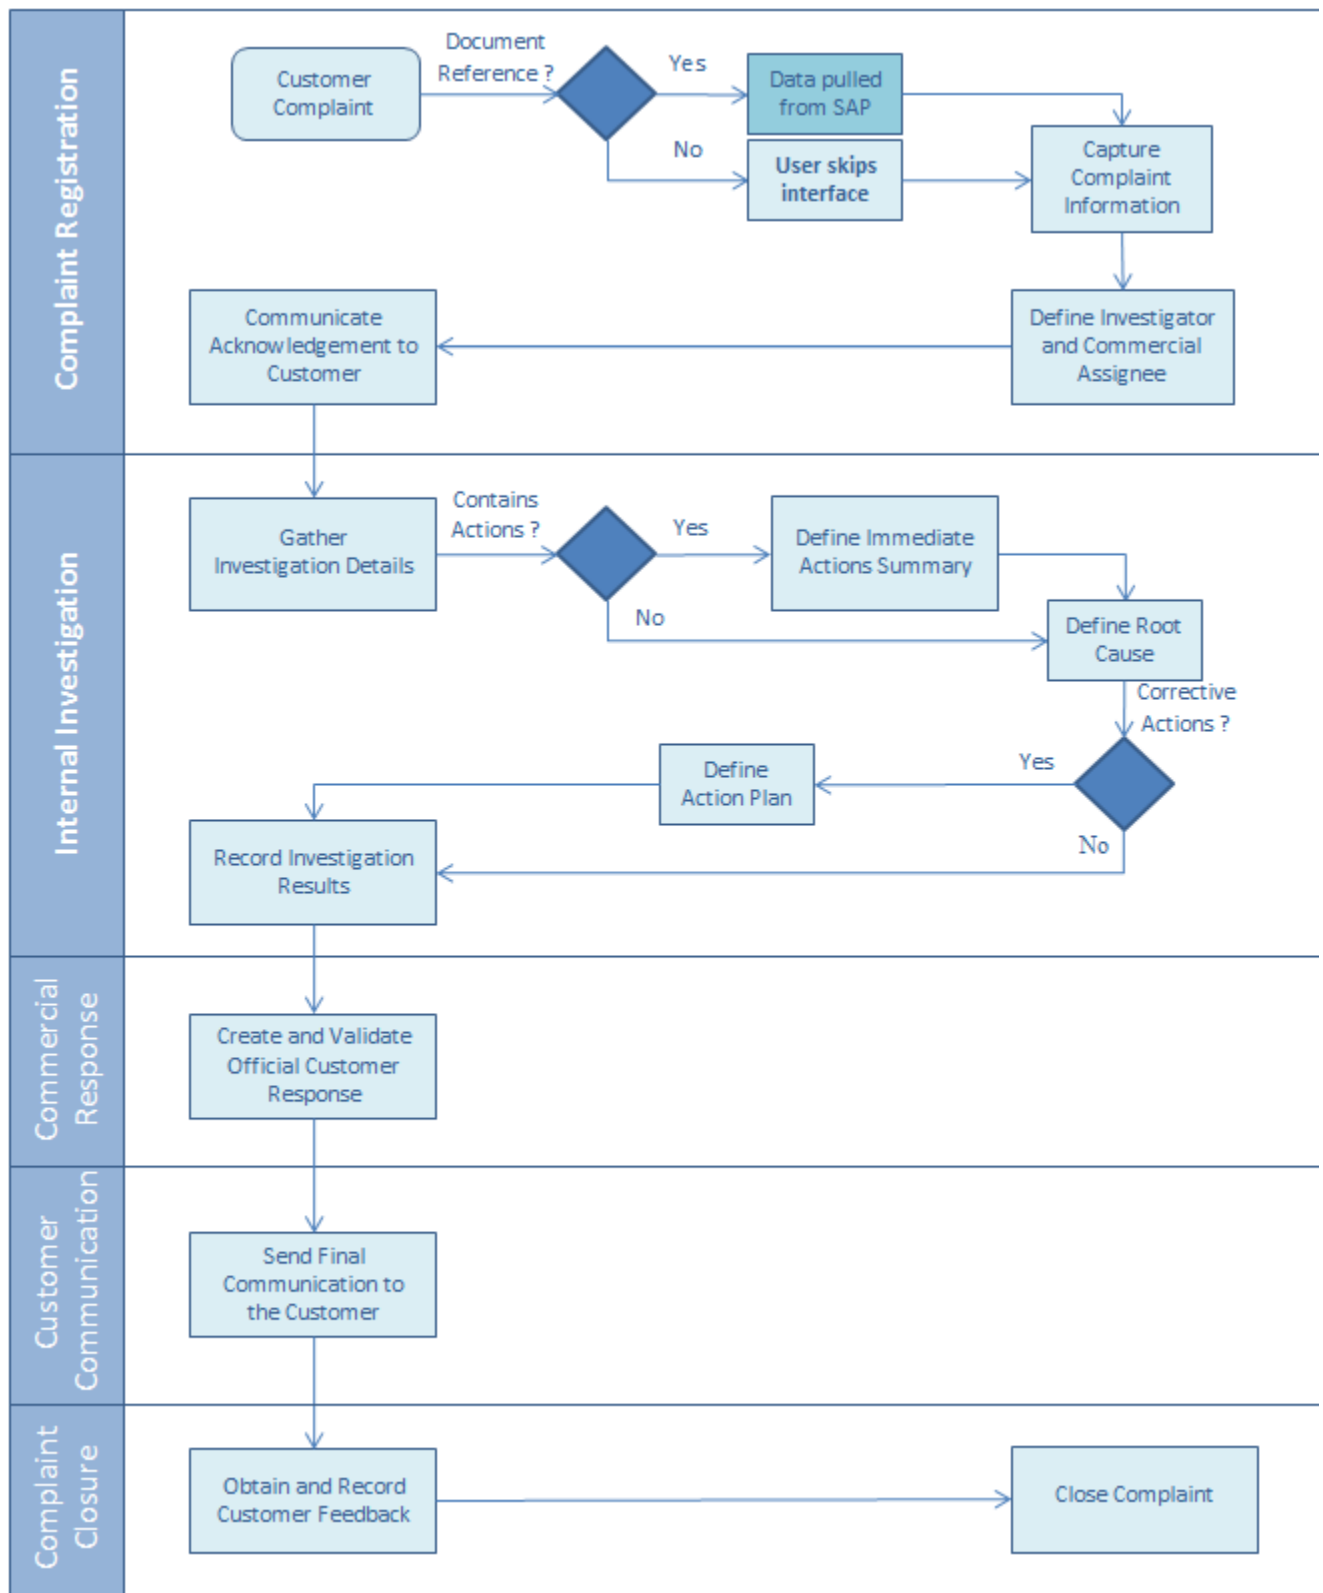 Complaint Registration
Customer
Complaint
Document
Reference ?
Yes
Data pulled
from SAP
No
User skips
interface
Capture
Complaint
Information
Define Investigator
and Commercial
Assignee
Communicate
Acknowledgement to
Customer
Internal Investigation
Gather
Investigation Details
Contains
Actions ?
Yes
Define Immediate
Actions Summary
No
Define Root
Cause
Corrective
Actions ?
Yes
Define
Action Plan
No
Record Investigation
Results
Commercial
Response
Create and Validate
Official Customer
Response
Customer
Communication
Send Final
Communication to
the Customer
Complaint
Closure
Obtain and Record
Customer Feedback
Close Complaint